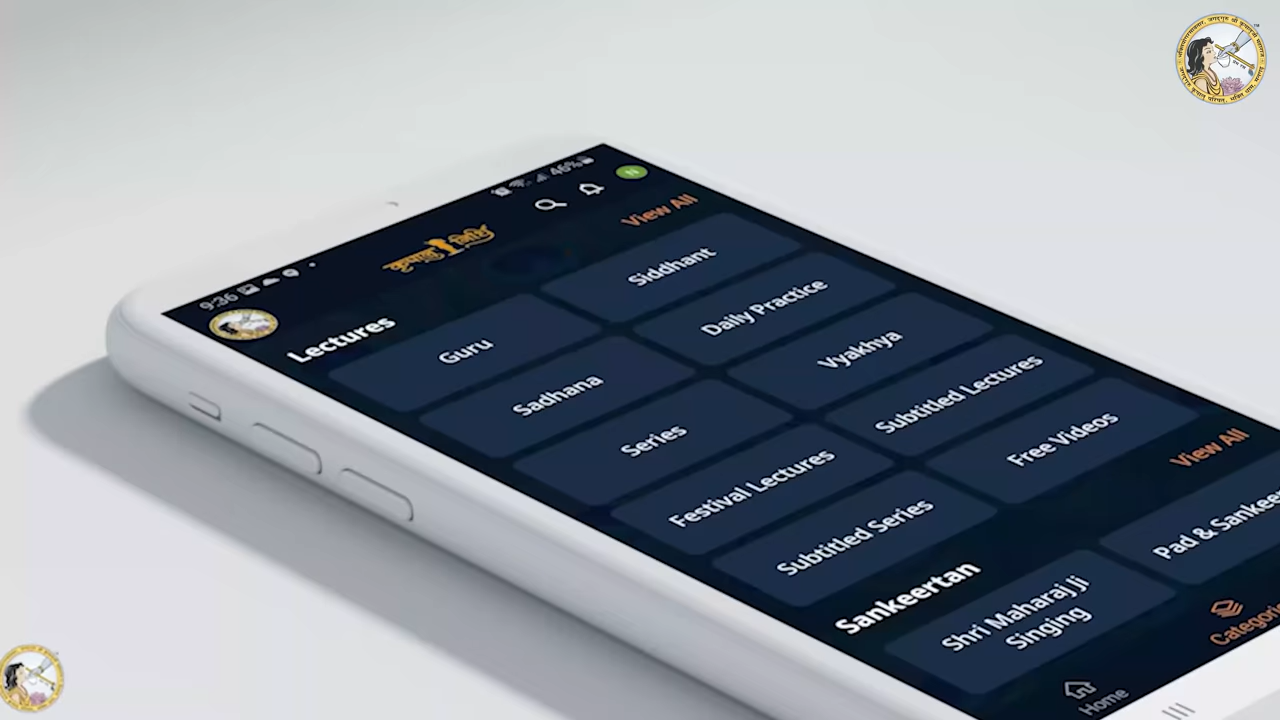 9:36
46%
N
कृपालु निधि
Lectures
View All
Guru
Siddhant
Sadhana
Daily Practice
Series
Vyakhya
Festival Lectures
Subtitled Lectures
Subtitled Series
Free Videos
Sankeertan
View All
Shri Maharaj ji
Singing
Pad &
Home